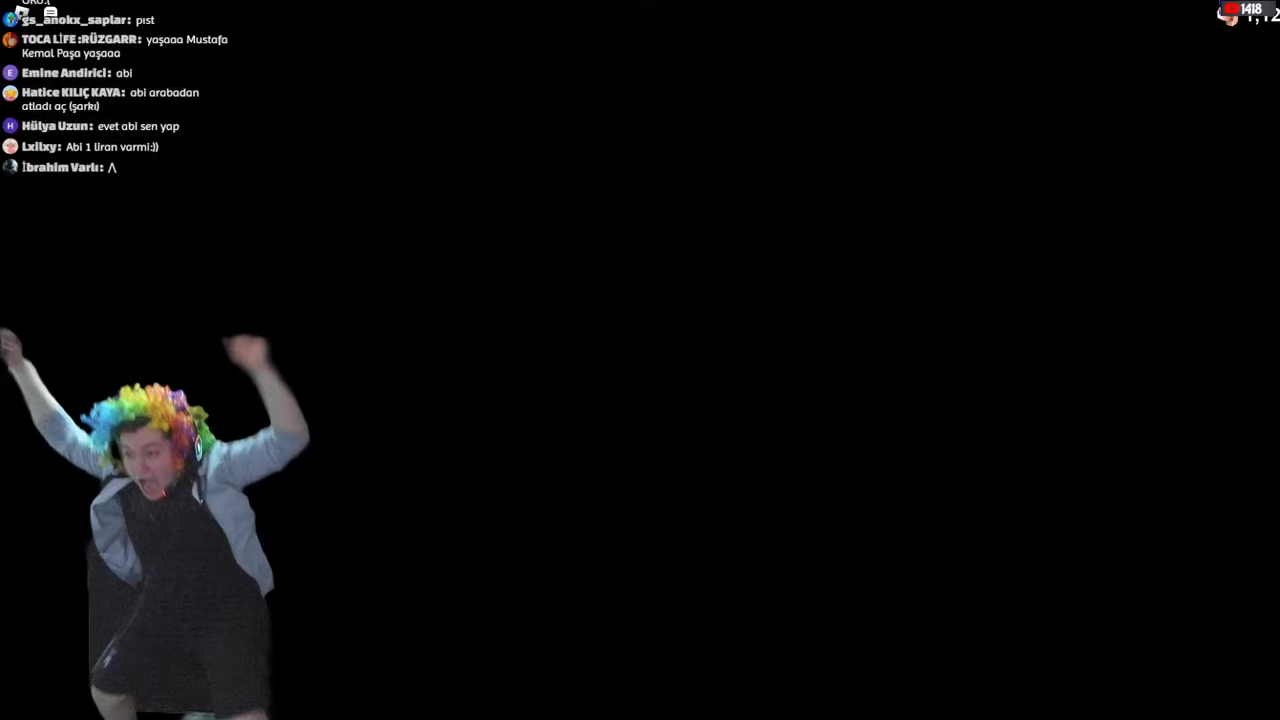 gs_anokx_saplar: pıst
TOCA LİFE :RÜZGARR: yaşaaa Mustafa
Kemal Paşa yaşaaa
Emine Andirici: abi
Hatice KILIÇ KAYA: abi arabadan
atladı aç (şarkı)
Hülya Uzun: evet abi sen yap
Lxilxy: Abi 1 liran varmi:))
İbrahim Varlı: /\
1418